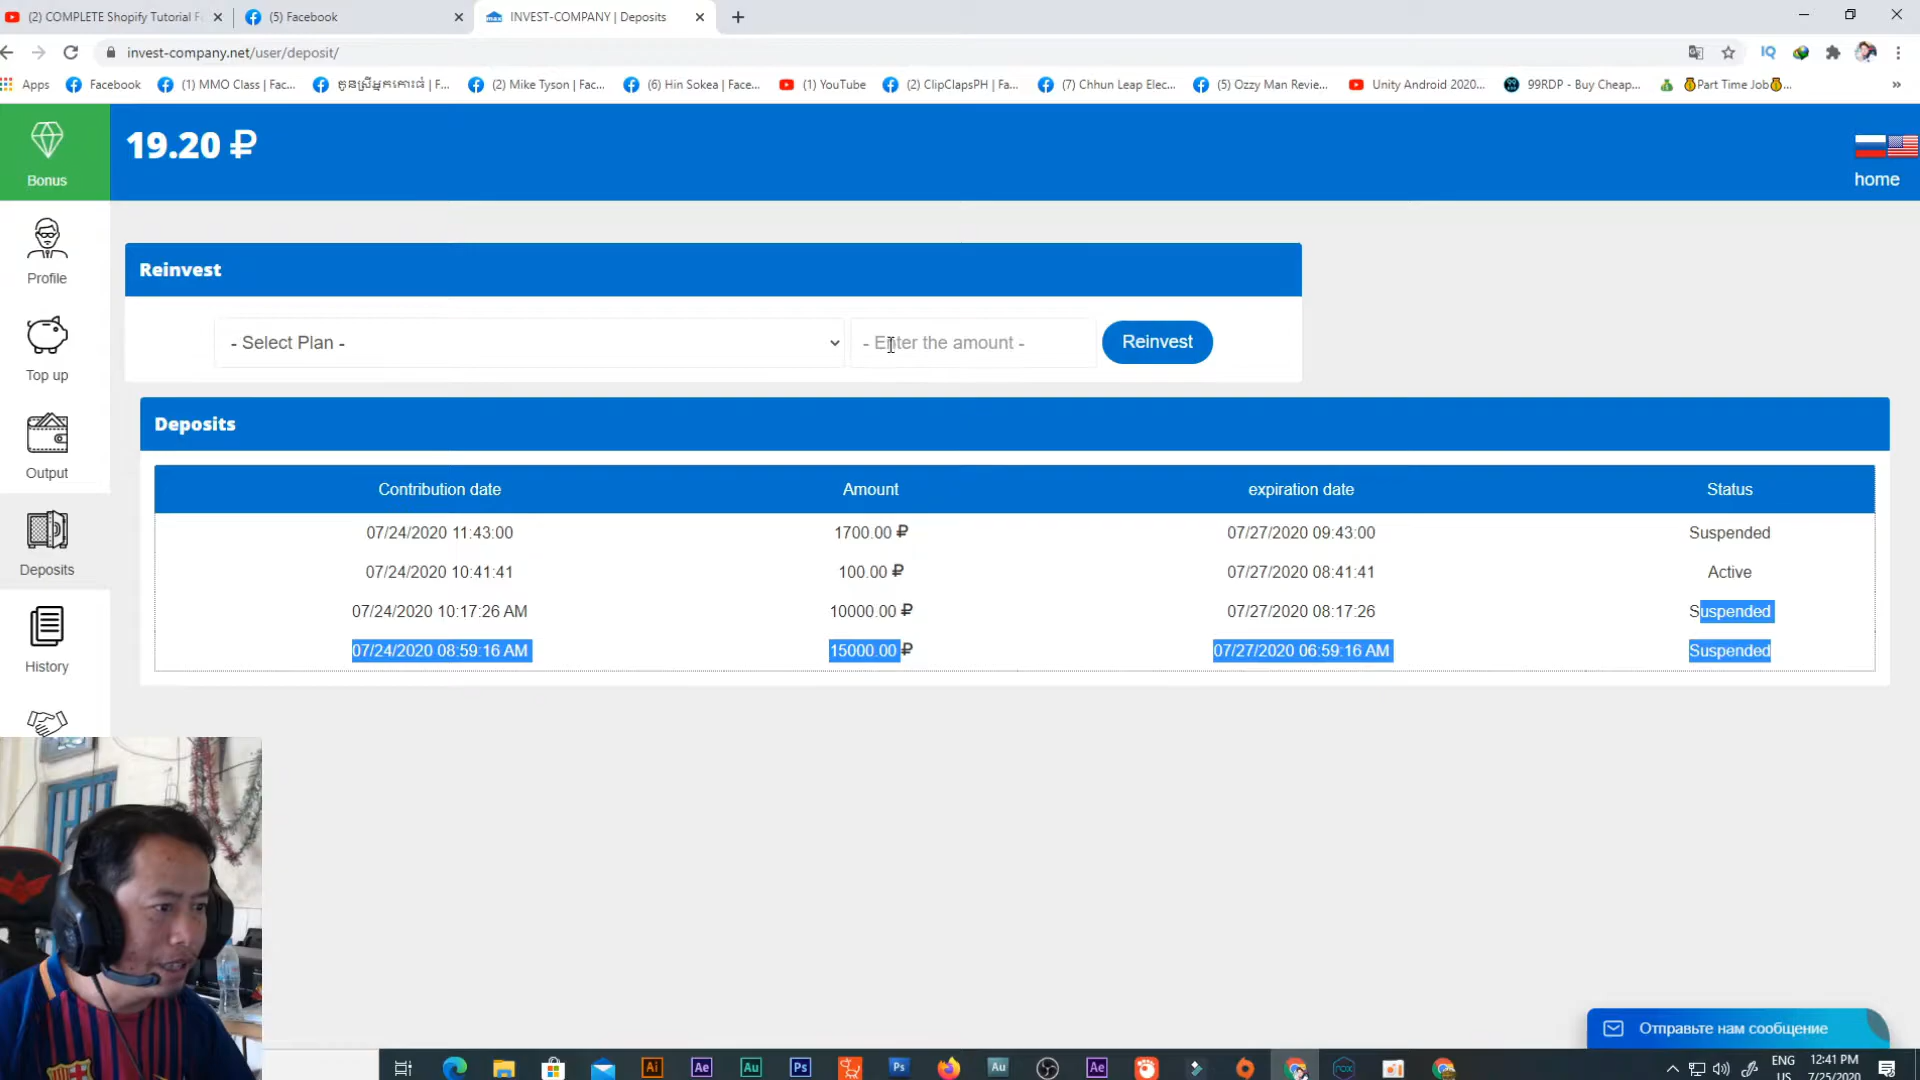 (2) COMPLETE Shopify Tutorial F
(5) Facebook
INVEST-COMPANY | Deposits
invest-company.net/user/deposit/
Apps
Facebook
(1) MMO Class | Fac...
(2) Mike Tyson | Fac...
(6) Hin Sokea | Face...
(1) YouTube
(2) ClipClapsPH | Fa...
(7) Chhun Leap Elec...
(5) Ozzy Man Revie...
Unity Android 2020...
99RDP - Buy Cheap...
Part Time Job...
19.20 ₽
home
Bonus
Profile
Top up
Output
Deposits
History
Reinvest
- Select Plan -
- Enter the amount -
Reinvest
Deposits
Contribution date Amount expiration date Status
07/24/2020 11:43:00 1700.00 ₽ 07/27/2020 09:43:00 Suspended
07/24/2020 10:41:41 100.00 ₽ 07/27/2020 08:41:41 Active
07/24/2020 10:17:26 AM 10000.00 ₽ 07/27/2020 08:17:26 Suspended
07/24/2020 08:59:16 AM 15000.00 ₽ 07/27/2020 06:59:16 AM Suspended
Отправьте нам сообщение
ENG
US
12:41 PM
7/25/2020